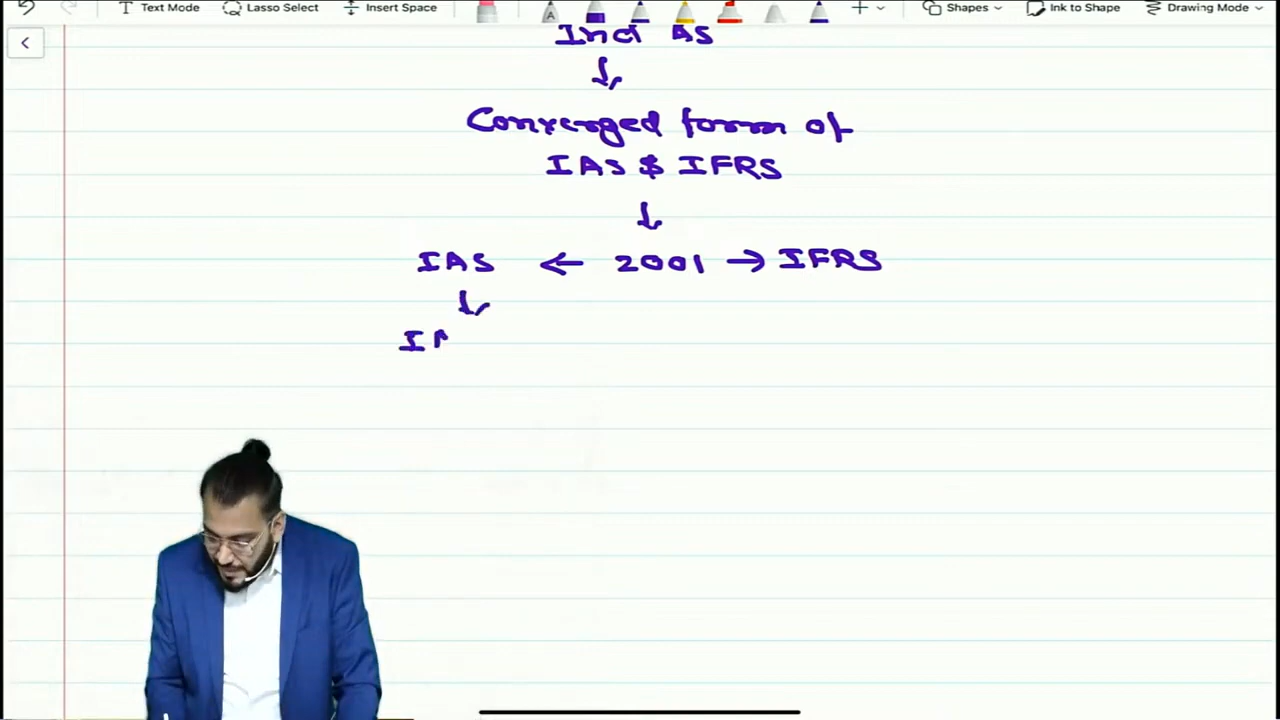 Text Mode Lasso Select Insert Space Shapes Ink to Shape Drawing Mode
Ind AS
Converged form of
IAS & IFRS
IAS ← 2001 → IFRS
IA